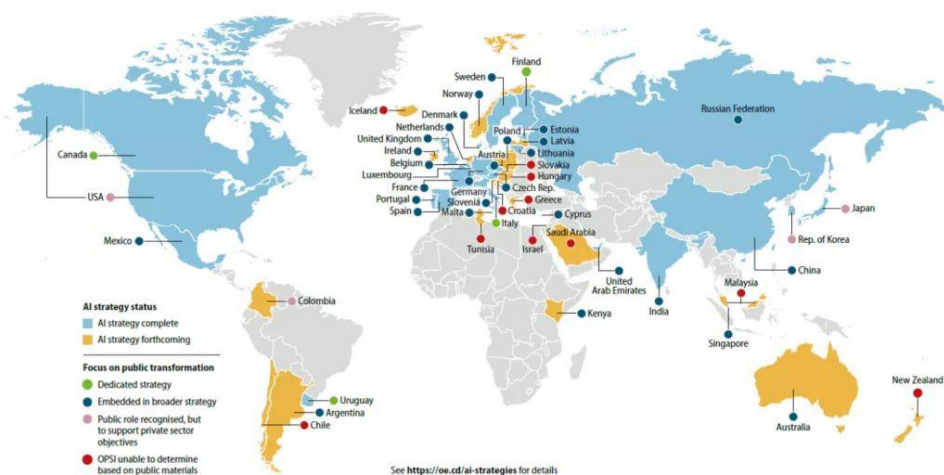 Finland
Sweden
Norway
Iceland
Denmark
Netherlands
United Kingdom
Ireland
Belgium
Luxembourg
France
Portugal
Spain
Poland
Austria
Germany
Slovenia
Malta
Estonia
Latvia
Lithuania
Slovakia
Hungary
Czech Rep.
Greece
Croatia
Italy
Cyprus
Russian Federation
Canada
USA
Mexico
Tunisia
Israel
Saudi Arabia
United
Arab Emirates
Japan
Rep. of Korea
China
India
Malaysia
Singapore
Kenya
Colombia
Uruguay
Argentina
Chile
Australia
New Zealand
AI strategy status
AI strategy complete
AI strategy forthcoming
Focus on public transformation
Dedicated strategy
Embedded in broader strategy
Public role recognised, but
to support private sector
objectives
OPSI unable to determine
based on public materials
See https://oe.cd/ai-strategies for details